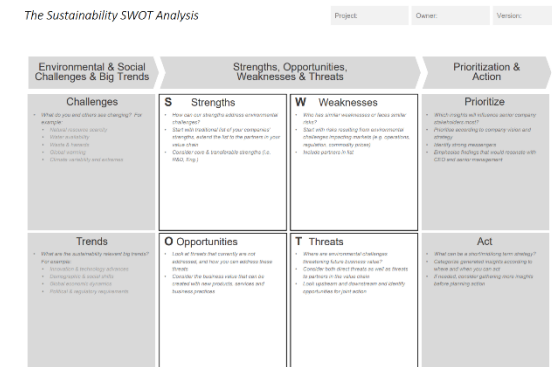 The Sustainability SWOT Analysis
Project:
Owner:
Version:
Environmental & Social
Challenges & Big Trends
Strengths, Opportunities,
Weaknesses & Threats
Prioritization &
Action
Challenges
What do you and others see changing? For
example:
Natural resource scarcity
Water availability
Waste & hazards
Global warming
Climate variability and extremes
S Strengths
How can our strengths address environmental
challenges?
Start with traditional list of your companies'
strengths, extend the list to the partners in your
value chain
Consider core & transferable strengths (i.e.
R&D, Eng.)
W Weaknesses
Who has similar weaknesses or faces similar
risks?
Start with risks resulting from environmental
challenges impacting markets (e.g. operations,
regulation, commodity prices)
Include partners in list
Prioritize
Which insights will influence senior company
stakeholders most?
Prioritize according to company vision and
strategy
Identify strong messengers
Emphasise findings that would resonate with
CEO and senior management
Trends
What are the sustainability relevant big trends?
For example:
Innovation & technology advances
Demographic & social shifts
Global economic dynamics
Political & regulatory requirements
O Opportunities
Look at threats that currently are not
addressed, and how you can address those
threats
Consider the business value that can be
created with new products, services and
business practices
T Threats
Where are environmental challenges
threatening future business value?
Consider both direct threats as well as threats
to partners in the value chain
Look upstream and downstream and identify
opportunities for joint action
Act
What can be a short/midlong term strategy?
Categorise generated insights according to
where and when you can act
If needed, consider gathering more insights
before planning action